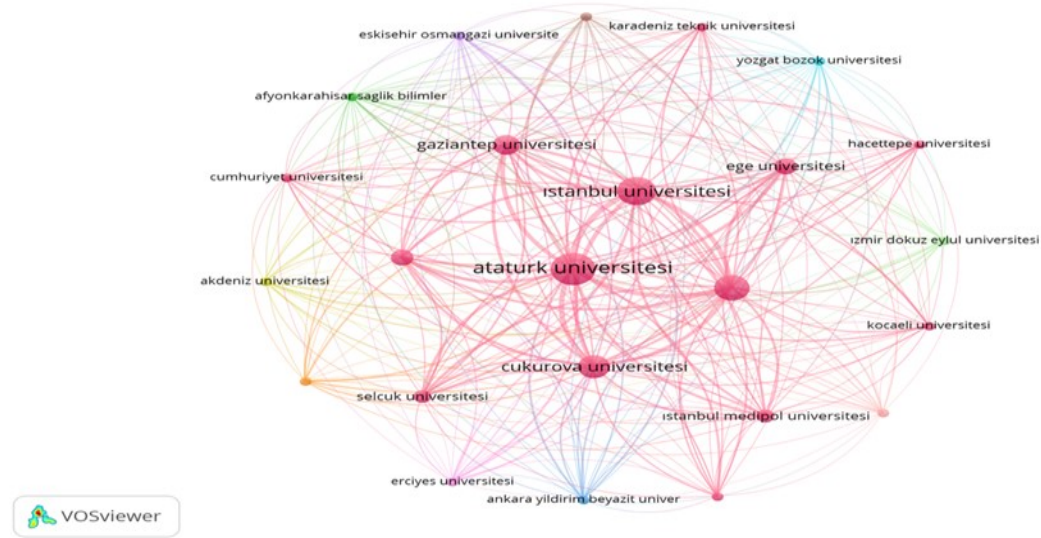 karadeniz teknik universitesi
eskisehir osmangazi universite
yozgat bozok universitesi
afyonkarahisar saglik bilimler
gaziantep universitesi
hacettepe universitesi
ege universitesi
cumhuriyet universitesi
ıstanbul universitesi
ızmir dokuz eylul universitesi
ataturk universitesi
akdeniz universitesi
kocaeli universitesi
cukurova universitesi
selcuk universitesi
ıstanbul medipol universitesi
erciyes universitesi
ankara yildirim beyazit univer
VOSviewer